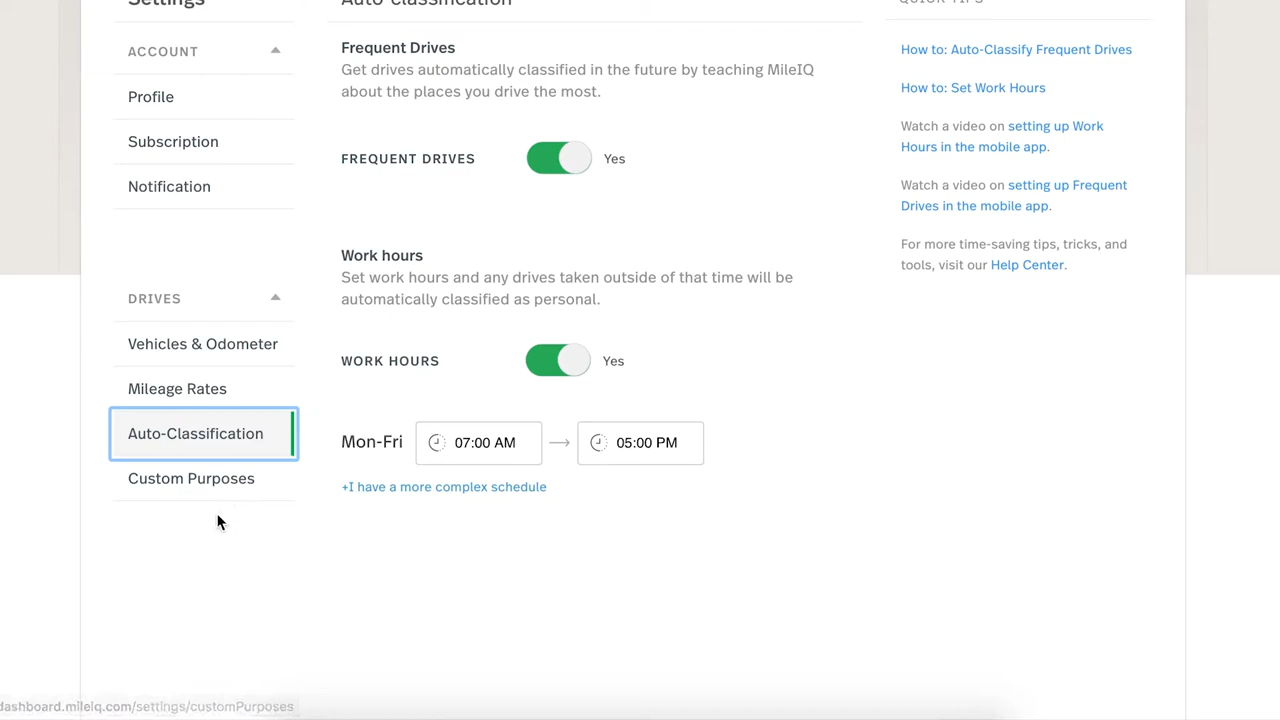 Settings
Auto-classification
QUICK TIPS
ACCOUNT
Profile
Subscription
Notification
DRIVES
Vehicles & Odometer
Mileage Rates
Auto-Classification
Custom Purposes
Frequent Drives
Get drives automatically classified in the future by teaching MileIQ
about the places you drive the most.
FREQUENT DRIVES Yes
Work hours
Set work hours and any drives taken outside of that time will be
automatically classified as personal.
WORK HOURS Yes
Mon-Fri 07:00 AM → 05:00 PM
+I have a more complex schedule
How to: Auto-Classify Frequent Drives
How to: Set Work Hours
Watch a video on setting up Work
Hours in the mobile app.
Watch a video on setting up Frequent
Drives in the mobile app.
For more time-saving tips, tricks, and
tools, visit our Help Center.
dashboard.mileiq.com/settings/customPurposes